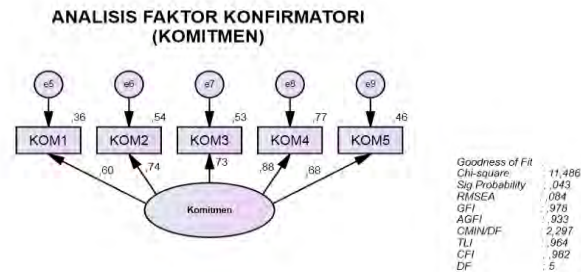 ANALISIS FAKTOR KONFIRMATORI
(KOMITMEN)
e5 e6 e7 e8 e9
,36 ,54 ,53 ,77 ,46
KOM1 KOM2 KOM3 KOM4 KOM5
,60 ,74 ,73 ,88 ,68
Komitmen
Goodness of Fit
Chi-square : 11,486
Sig Probability : ,043
RMSEA : ,084
GFI : ,978
AGFI : ,933
CMIN/DF : 2,297
TLI : ,964
CFI : ,982
DF : 5